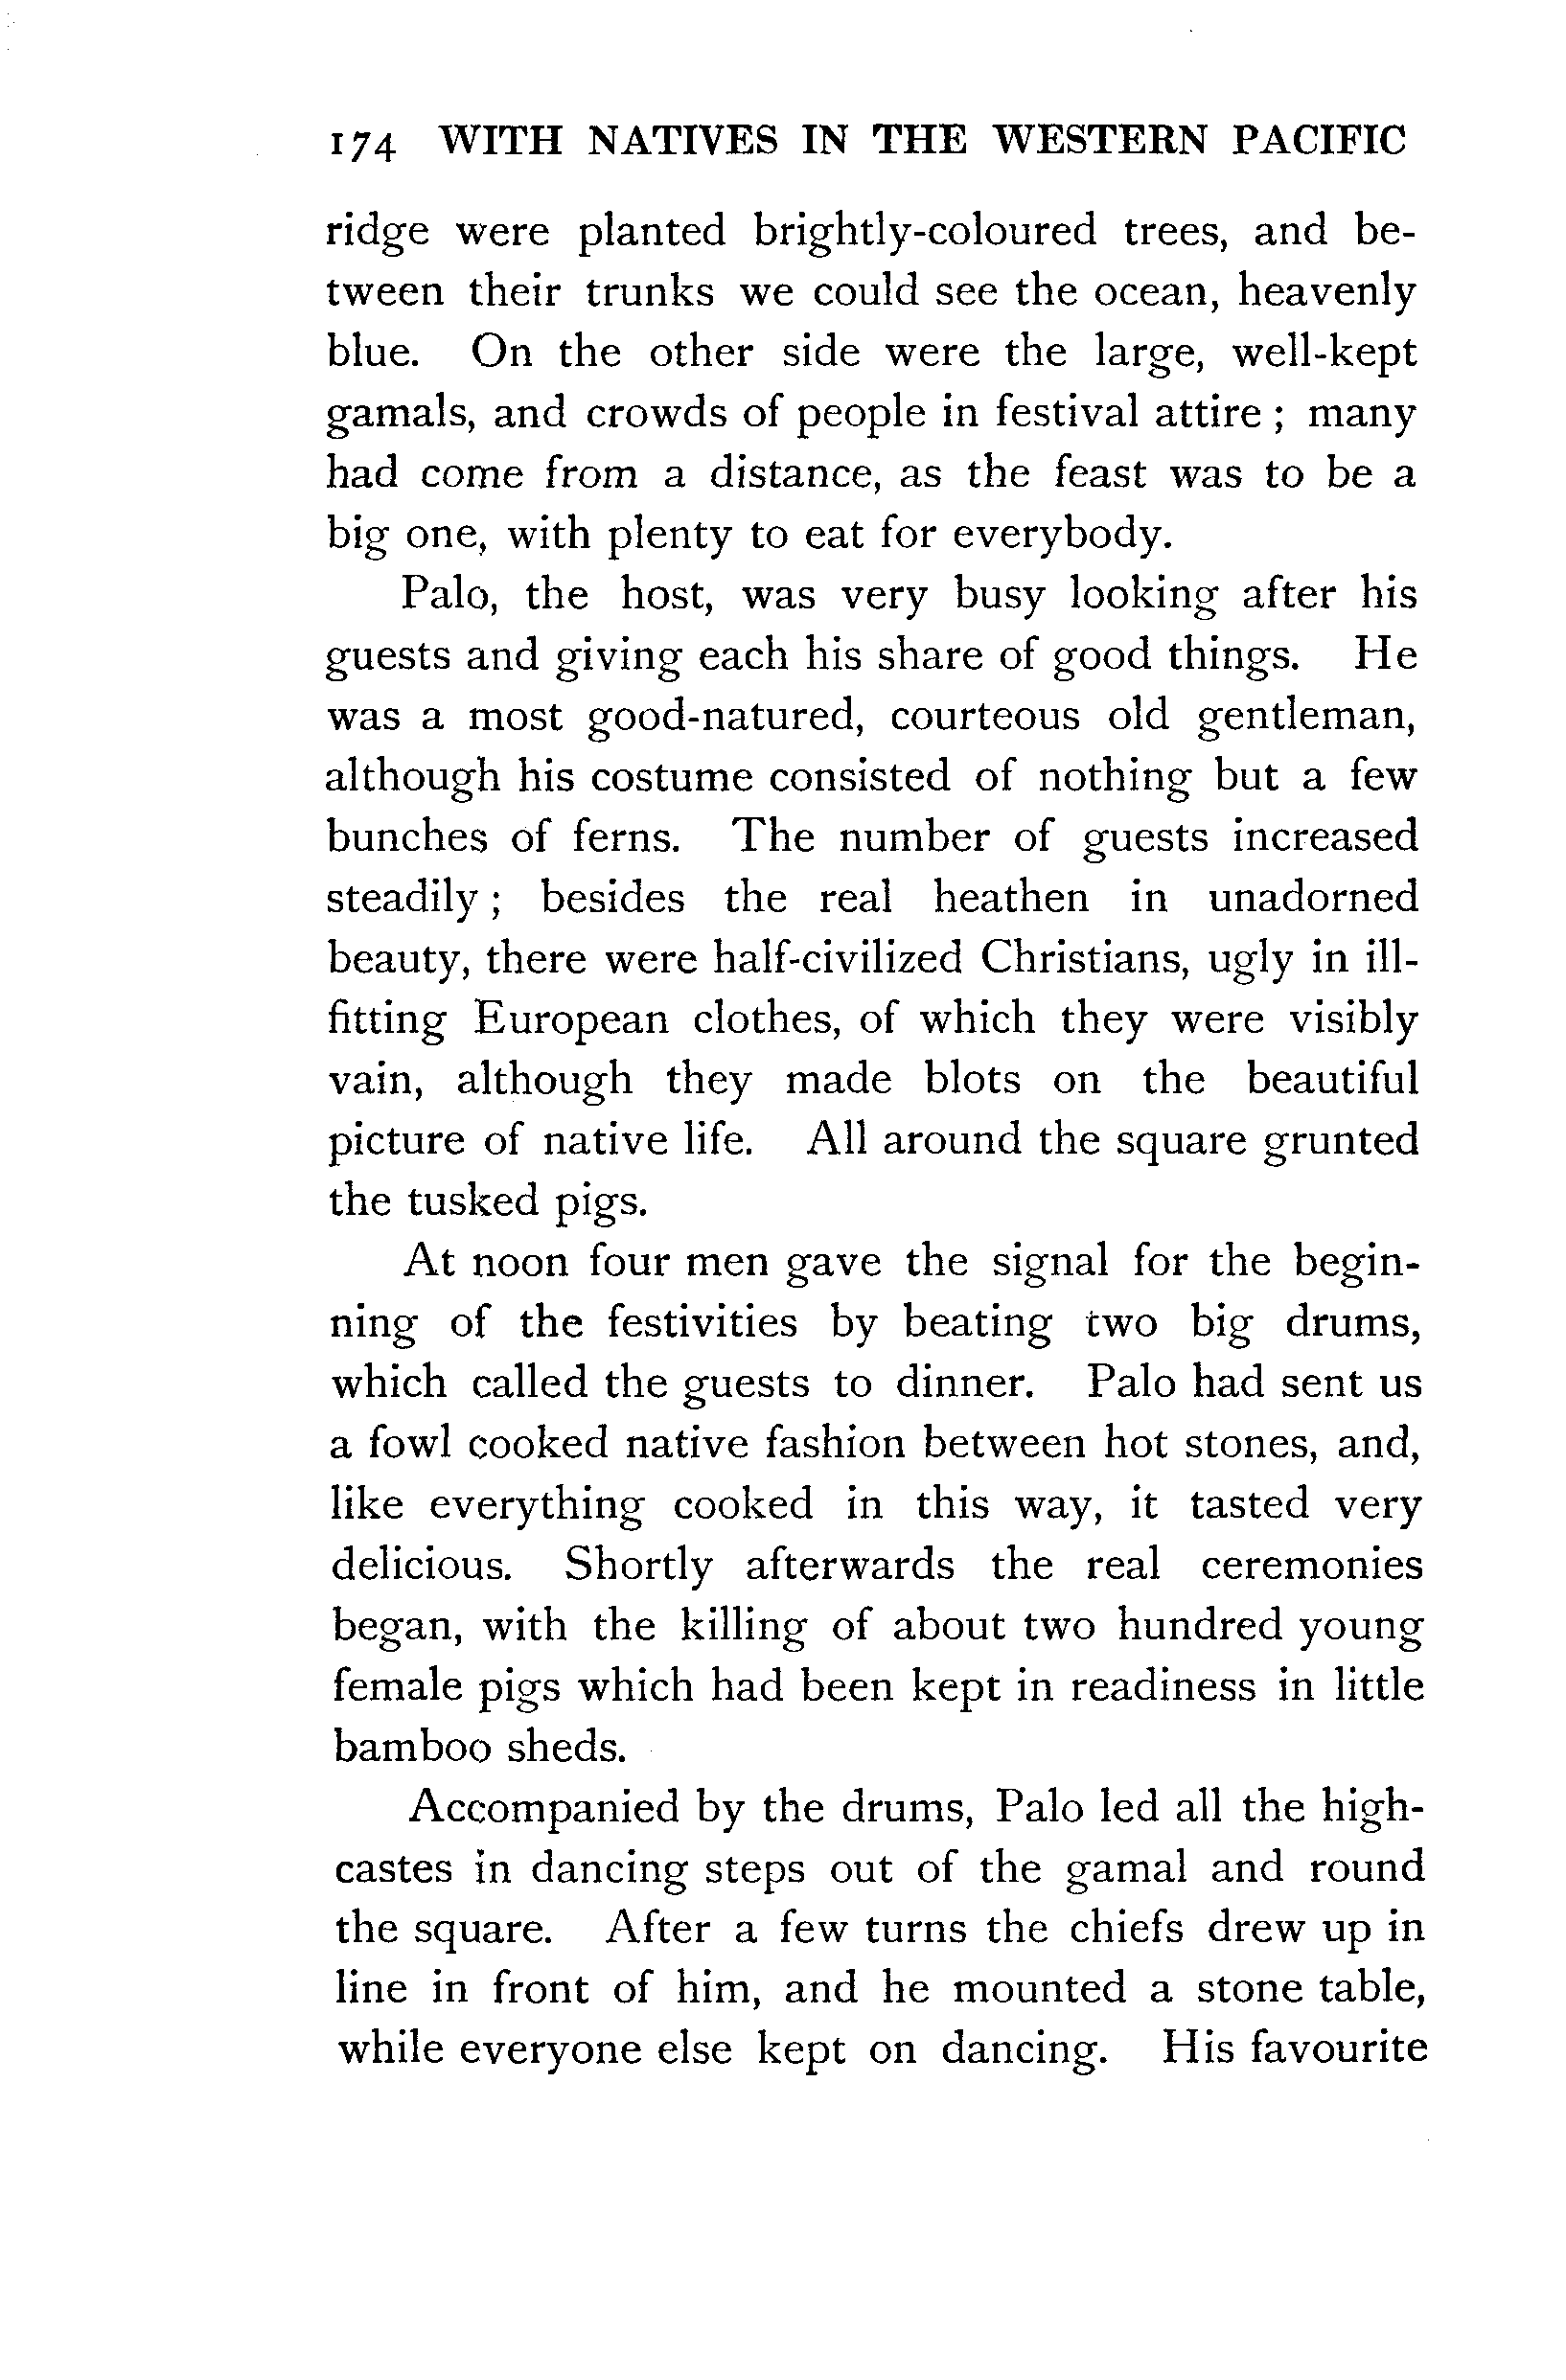 174 WITH NATIVES IN THE WESTERN PACIFIC
ridge were planted brightly-coloured trees, and be-
tween their trunks we could see the ocean, heavenly
blue. On the other side were the large, well-kept
gamals, and crowds of people in festival attire ; many
had come from a distance, as the feast was to be a
big one, with plenty to eat for everybody.
Palo, the host, was very busy looking after his
guests and giving each his share of good things. He
was a most good-natured, courteous old gentleman,
although his costume consisted of nothing but a few
bunches of ferns. The number of guests increased
steadily ; besides the real heathen in unadorned
beauty, there were half-civilized Christians, ugly in ill-
fitting European clothes, of which they were visibly
vain, although they made blots on the beautiful
picture of native life. All around the square grunted
the tusked pigs.
At noon four men gave the signal for the begin-
ning of the festivities by beating two big drums,
which called the guests to dinner. Palo had sent us
a fowl cooked native fashion between hot stones, and,
like everything cooked in this way, it tasted very
delicious. Shortly afterwards the real ceremonies
began, with the killing of about two hundred young
female pigs which had been kept in readiness in little
bamboo sheds.
Accompanied by the drums, Palo led all the high-
castes in dancing steps out of the gamal and round
the square. After a few turns the chiefs drew up in
line in front of him, and he mounted a stone table,
while everyone else kept on dancing. His favourite